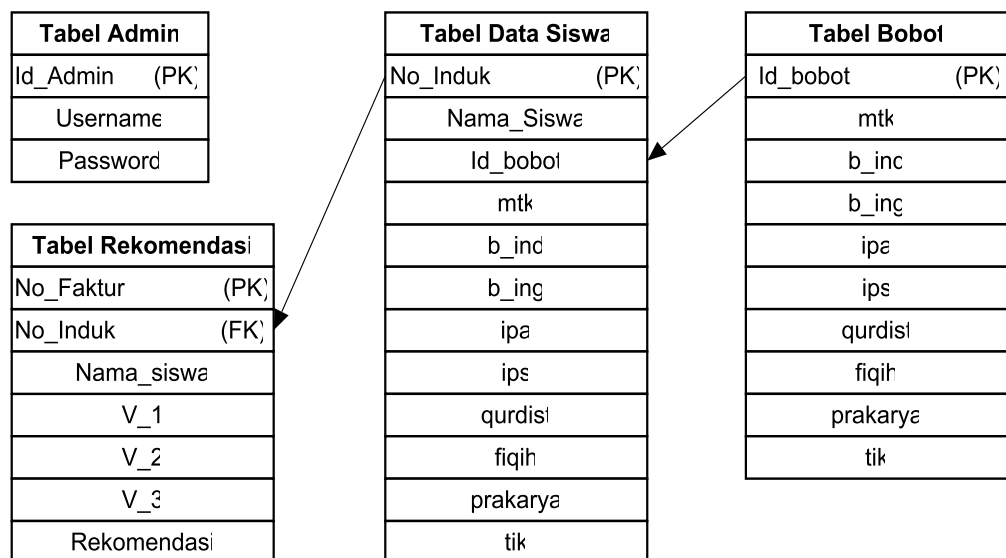 Tabel Admin
Id_Admin (PK)
Username
Password
Tabel Rekomendasi
No_Faktur (PK)
No_Induk (FK)
Nama_siswa
V_1
V_2
V_3
Rekomendasi
Tabel Data Siswa
No_Induk (PK)
Nama_Siswa
Id_bobot
mtk
b_ind
b_ing
ipa
ips
qurdist
fiqih
prakarya
tik
Tabel Bobot
Id_bobot (PK)
mtk
b_ind
b_ing
ipa
ips
qurdist
fiqih
prakarya
tik